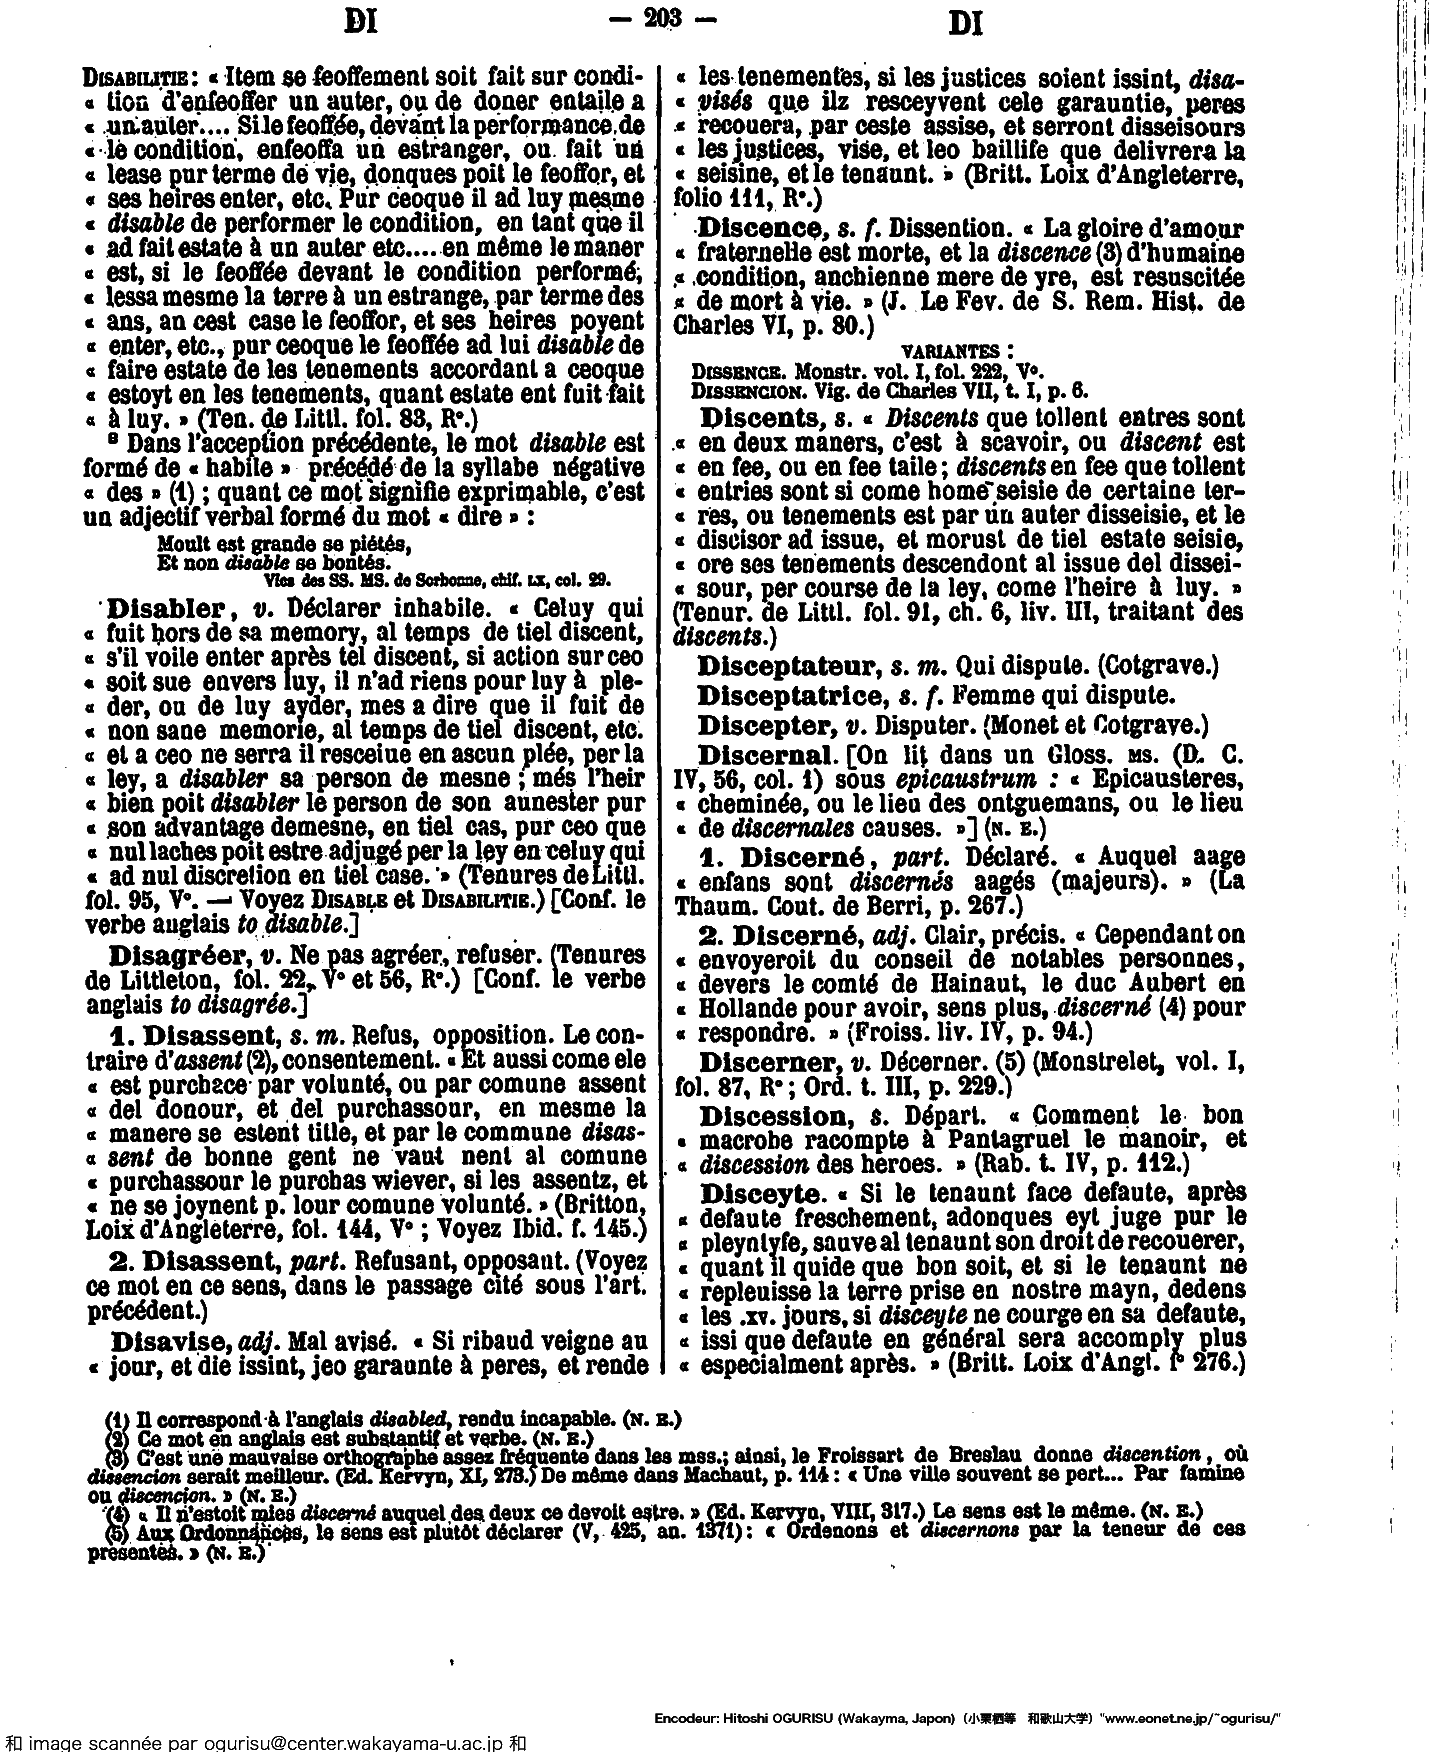 DI
— 203 —
DI
DISABILITIE : « Item se feoffement soit fait sur condi-
« tion d'enfeoffer un auter, ou de doner entaile a
« un auter.... Si le feoffée, devant la performance de
« le condition, enfeoffa un estranger, ou fait un
« lease pur terme de vie, donques poit le feoffor, et
« ses heires enter, etc. Pur ceoque il ad luy mesme
« disable de performer le condition, en tant que il
« ad fait estate à un auter etc.... en même le maner
« est, si le feoffée devant le condition performé,
« lessa mesme la terre à un estrange, par terme des
« ans, an cest case le feoffor, et ses heires poyent
« enter, etc., pur ceoque le feoffée ad lui disable de
« faire estate de les tenements accordant a ceoque
« estoyt en les tenements, quant estate ent fuit fait
« à luy. » (Ten. de Littl. fol. 83, R°.)
B Dans l'acception précédente, le mot disable est
formé de « habile » précédé de la syllabe négative
« des » (1) ; quant ce mot signifie exprimable, c'est
un adjectif verbal formé du mot « dire » :
Moult est grande se piétés,
Et non disable se bontés.
Vies des SS. MS. de Sorbonne, chif. LX, col. 29.
Disabler, v. Déclarer inhabile. « Celuy qui
« fuit hors de sa memory, al temps de tiel discent,
« s'il voile enter après tel discent, si action sur ceo
« soit sue envers luy, il n'ad riens pour luy à ple-
« der, ou de luy ayder, mes a dire que il fuit de
« non sane memorie, al temps de tiel discent, etc.
« et a ceo ne serra il resceiue en ascun plée, per la
« ley, a disabler sa person de mesne ; més l'heir
« bien poit disabler le person de son aunester pur
« son advantage demesne, en tiel cas, pur ceo que
« nul laches poit estre adjugé per la ley en celuy qui
« ad nul discretion en tiel case. » (Tenures de Littl.
fol. 95, V°. — Voyez DISABLE et DISABILITIE.) [Conf. le
verbe anglais to disable.]
Disagréer, v. Ne pas agréer, refuser. (Tenures
de Littleton, fol. 22, V° et 56, R°.) [Conf. le verbe
anglais to disagrée.]
1. Disassent, s. m. Refus, opposition. Le con-
traire d'assent (2), consentement. « Et aussi come ele
« est purchace par volunté, ou par comune assent
« del donour, et del purchassour, en mesme la
« manere se estent title, et par le commune disas-
« sent de bonne gent ne vaut nent al comune
« purchassour le purchas wiever, si les assentz, et
« ne se joynent p. lour comune volunté. » (Britton,
Loix d'Angleterre, fol. 144, V° ; Voyez Ibid. f. 145.)
2. Disassent, part. Refusant, opposant. (Voyez
ce mot en ce sens, dans le passage cité sous l'art.
précédent.)
Disavise, adj. Mal avisé. « Si ribaud veigne au
« jour, et die issint, jeo garaunte à peres, et rende
« les tenementes, si les justices soient issint, disa-
« visés que ilz resceyvent cele garauntie, peres
« recouera, par ceste assise, et serront disseisours
« les justices, vise, et leo baillife que delivrera la
« seisine, et le tenaunt. » (Britt. Loix d'Angleterre,
folio 111, R°.)
Discence, s. f. Dissention. « La gloire d'amour
« fraternelle est morte, et la discence (3) d'humaine
« condition, anchienne mere de yre, est resuscitée
« de mort à vie. » (J. Le Fev. de S. Rem. Hist. de
Charles VI, p. 80.)
VARIANTES :
DISSENCE. Monstr. vol. I, fol. 222, V°.
DISSENCION. Vig. de Charles VII, t. I, p. 6.
Discents, s. « Discents que tollent entres sont
« en deux maners, c'est à scavoir, ou discent est
« en fee, ou en fee taile ; discents en fee que tollent
« entries sont si come home seisie de certaine ter-
« res, ou tenements est par un auter disseisie, et le
« discisor ad issue, et morust de tiel estate seisie,
« ore ses tenements descendont al issue del dissei-
« sour, per course de la ley, come l'heire à luy. »
(Tenur. de Littl. fol. 91, ch. 6, liv. III, traitant des
discents.)
Disceptateur, s. m. Qui dispute. (Cotgrave.)
Disceptatrice, s. f. Femme qui dispute.
Discepter, v. Disputer. (Monet et Cotgrave.)
Discernal. [On lit dans un Gloss. MS. (D. C.
IV, 56, col. 1) sous epicaustrum : « Epicausteres,
« cheminée, ou le lieu des ontguemans, ou le lieu
« de discernales causes. »] (N. E.)
1. Discerné, part. Déclaré. « Auquel aage
« enfans sont discernés aagés (majeurs). » (La
Thaum. Cout. de Berri, p. 267.)
2. Discerné, adj. Clair, précis. « Cependant on
« envoyeroit du conseil de notables personnes,
« devers le comté de Hainaut, le duc Aubert en
« Hollande pour avoir, sens plus, discerné (4) pour
« respondre. » (Froiss. liv. IV, p. 94.)
Discerner, v. Décerner. (5) (Monstrelet, vol. I,
fol. 87, R° ; Ord. t. III, p. 229.)
Discession, s. Départ. « Comment le bon
« macrobe racompte à Pantagruel le manoir, et
« discession des heroes. » (Rab. t. IV, p. 112.)
Disceyte. « Si le tenaunt face defaute, après
« defaute freschement, adonques eyt juge pur le
« pleyntyfe, sauve al tenaunt son droit de recouerer,
« quant il quide que bon soit, et si le tenaunt ne
« repleuisse la terre prise en nostre mayn, dedens
« les .xv. jours, si disceyte ne courge en sa defaute,
« issi que defaute en général sera accomply plus
« especialment après. » (Britt. Loix d'Angl. f° 276.)
(1) Il correspond à l'anglais disabled, rendu incapable. (N. E.)
(2) Ce mot en anglais est substantif et verbe. (N. E.)
(3) C'est une mauvaise orthographe assez fréquente dans les mss.; ainsi, le Froissart de Breslau donne discention, où
dissencion serait meilleur. (Ed. Kervyn, XI, 273.) De même dans Machaut, p. 114 : « Une ville souvent se pert... Par famine
ou discencion. » (N. E.)
(4) « Il n'estoit mies discerné auquel des deux ce devoit estre. » (Ed. Kervyn, VIII, 317.) Le sens est le même. (N. E.)
(5) Aux Ordonnances, le sens est plutôt déclarer (V, 425, an. 1371) : « Ordenons et discernons par la teneur de ces
presentes. » (N. E.)
Encodeur: Hitoshi OGURISU (Wakayma, Japon) (小栗栖等 和歌山大学) "www.eonet.ne.jp/~ogurisu/"
和 image scannée par ogurisu@center.wakayama-u.ac.jp 和